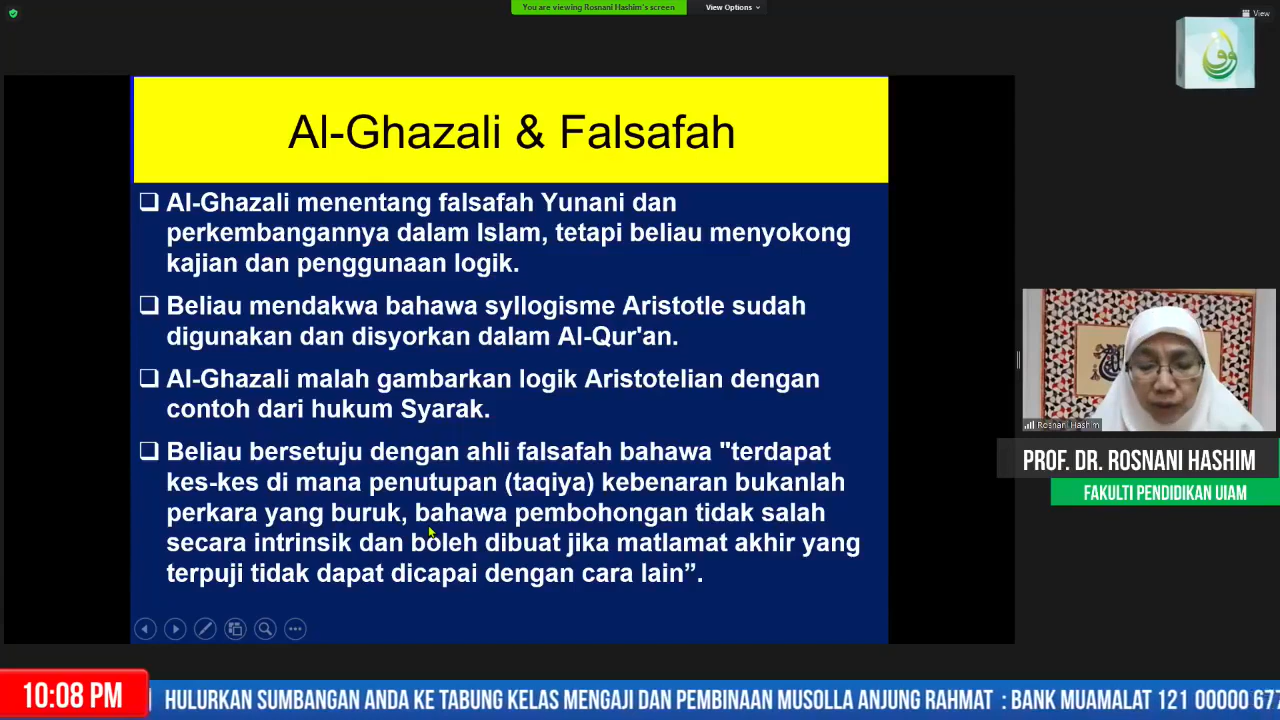 You are viewing Rosnani Hashim's screen
View Options
View
Al-Ghazali & Falsafah
Al-Ghazali menentang falsafah Yunani dan
perkembangannya dalam Islam, tetapi beliau menyokong
kajian dan penggunaan logik.
Beliau mendakwa bahawa syllogisme Aristotle sudah
digunakan dan disyorkan dalam Al-Qur'an.
Al-Ghazali malah gambarkan logik Aristotelian dengan
contoh dari hukum Syarak.
Beliau bersetuju dengan ahli falsafah bahawa "terdapat
kes-kes di mana penutupan (taqiya) kebenaran bukanlah
perkara yang buruk, bahawa pembohongan tidak salah
secara intrinsik dan boleh dibuat jika matlamat akhir yang
terpuji tidak dapat dicapai dengan cara lain”.
Rosnani Hashim
PROF. DR. ROSNANI HASHIM
FAKULTI PENDIDIKAN UIAM
10:08 PM
HULURKAN SUMBANGAN ANDA KE TABUNG KELAS MENGAJI DAN PEMBINAAN MUSOLLA ANJUNG RAHMAT : BANK MUAMALAT 121 00000 677